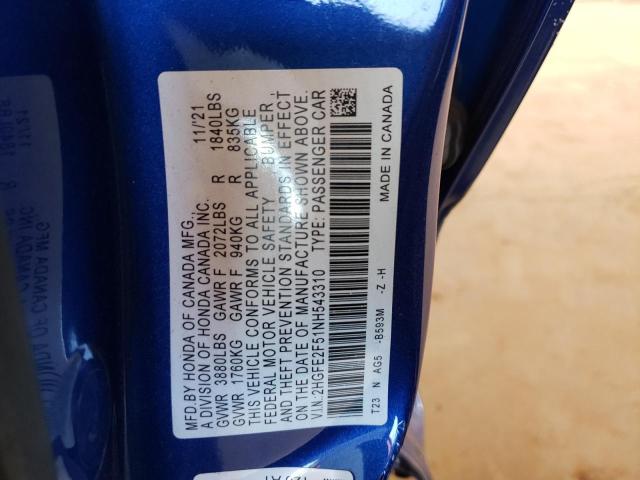 MFD.BY HONDA OF CANADA MFG., 11/'21
A DIVISION OF HONDA CANADA INC.
GVWR 3880LBS GAWR F 2072LBS R 1840LBS
GVWR 1760KG GAWR F 940KG R 835KG
THIS VEHICLE CONFORMS TO ALL APPLICABLE
FEDERAL MOTOR VEHICLE SAFETY, BUMPER,
AND THEFT PREVENTION STANDARDS IN EFFECT
ON THE DATE OF MANUFACTURE SHOWN ABOVE.
V.I.N.:2HGFE2F51NH543310 TYPE: PASSENGER CAR
T23 N AG5 -B593M -Z -H MADE IN CANADA